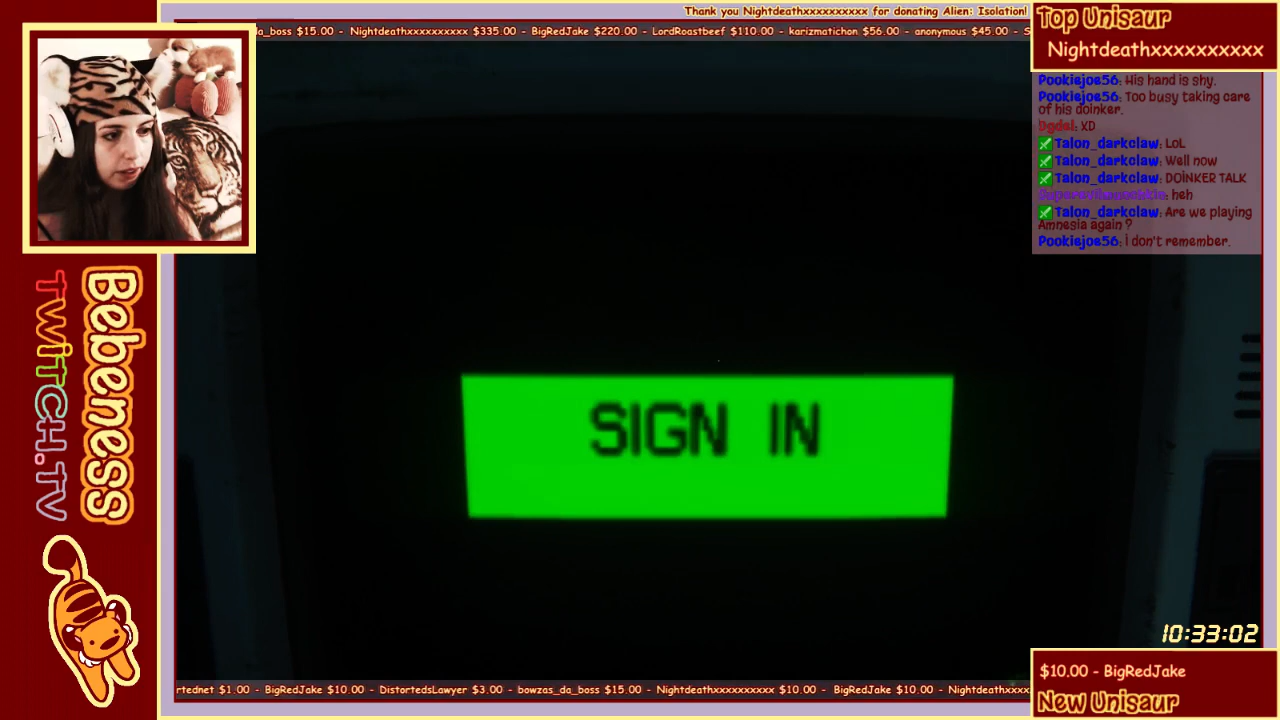 Thank you Nightdeathxxxxxxxxxx for donating Alien: Isolation!
da_boss $15.00 - Nightdeathxxxxxxxxxx $335.00 - BigRedJake $220.00 - LordRoastbeef $110.00 - karizmatichon $56.00 - anonymous $45.00 - S
Top Unisaur
Nightdeathxxxxxxxxxx
Pookiejoe56: His hand is shy.
Pookiejoe56: Too busy taking care
of his doinker.
XD
Talon_darkclaw: LoL
Talon_darkclaw: Well now
Talon_darkclaw: DOINKER TALK
heh
Talon_darkclaw: Are we playing
Amnesia again ?
Pookiejoe56: I don't remember.
Bebeness
TWiTCH.TV
SIGN IN
10:33:02
$10.00 - BigRedJake
New Unisaur
rtednet $1.00 - BigRedJake $10.00 - DistortedsLawyer $3.00 - bowzas_da_boss $15.00 - Nightdeathxxxxxxxxxx $10.00 - BigRedJake $10.00 - Nightdeathxxxx